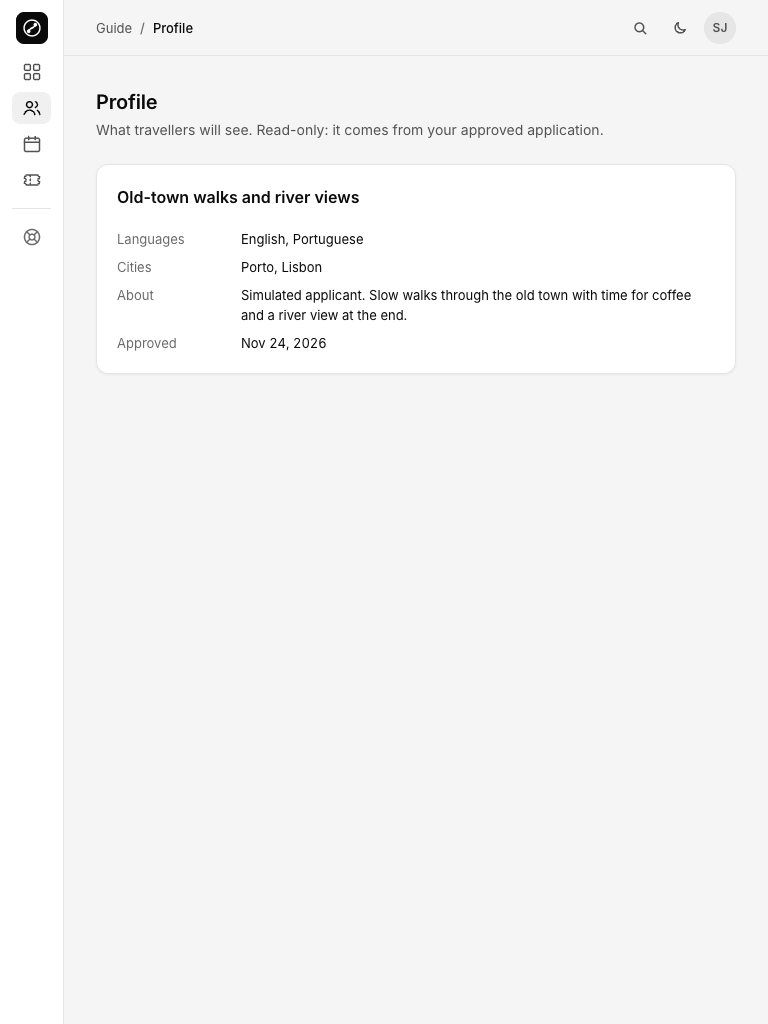 Guide / Profile
SJ
Profile
What travellers will see. Read-only: it comes from your approved application.
Old-town walks and river views
Languages English, Portuguese
Cities Porto, Lisbon
About Simulated applicant. Slow walks through the old town with time for coffee
and a river view at the end.
Approved Nov 24, 2026